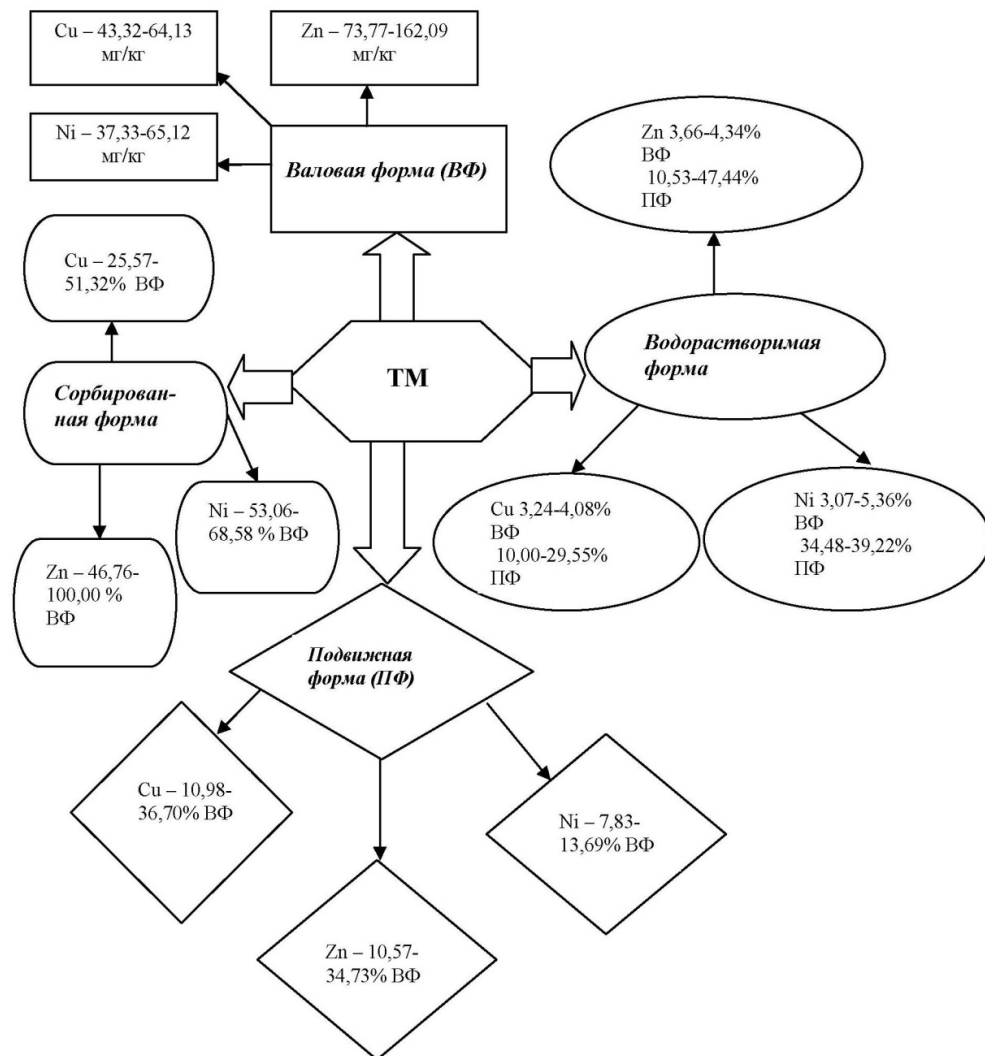 Cu – 43,32-64,13
мг/кг
Zn – 73,77-162,09
мг/кг
Ni – 37,33-65,12
мг/кг
Валовая форма (ВФ)
Zn 3,66-4,34%
ВФ
10,53-47,44%
ПФ
Cu – 25,57-
51,32% ВФ
Водорастворимая
форма
ТМ
Сорбирован-
ная форма
Ni – 53,06-
68,58 % ВФ
Cu 3,24-4,08%
ВФ
10,00-29,55%
ПФ
Ni 3,07-5,36%
ВФ
34,48-39,22%
ПФ
Zn – 46,76-
100,00 %
ВФ
Подвижная
форма (ПФ)
Cu – 10,98-
36,70% ВФ
Ni – 7,83-
13,69% ВФ
Zn – 10,57-
34,73% ВФ